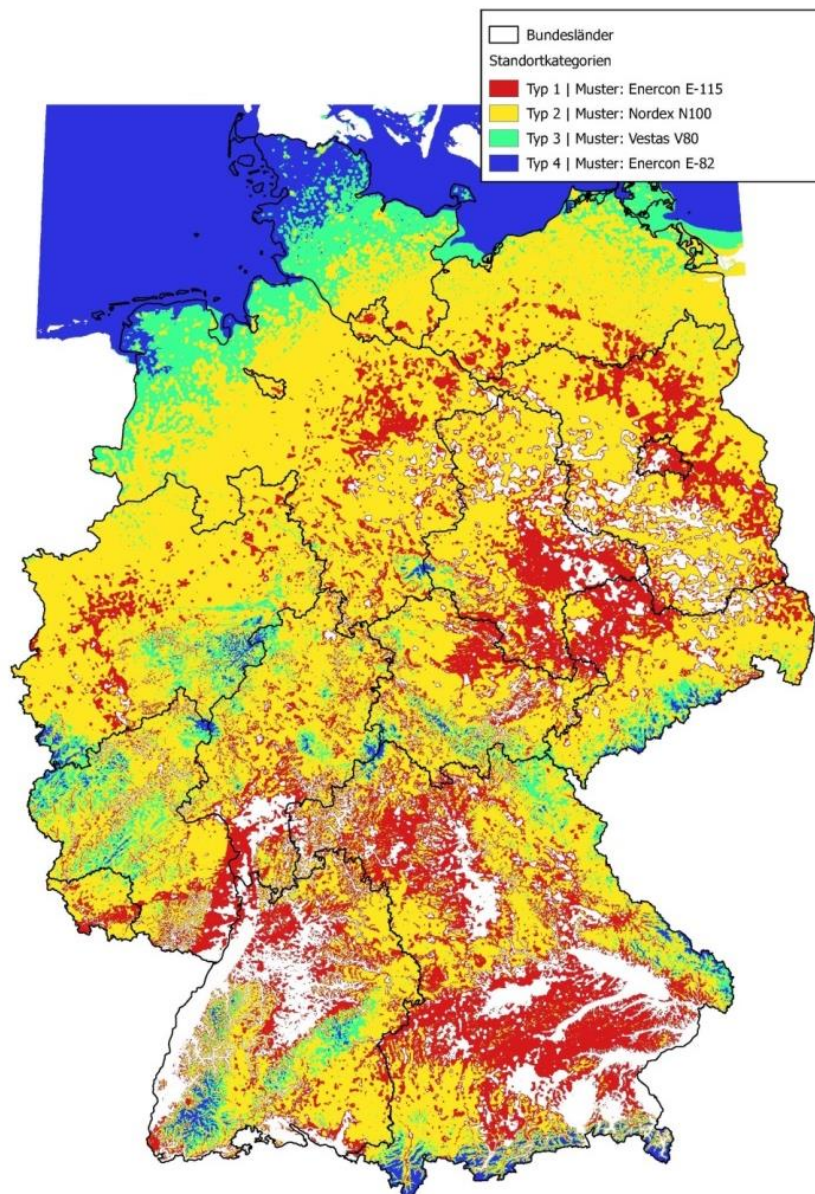 Bundesländer
Standortkategorien
Typ 1 | Muster: Enercon E-115
Typ 2 | Muster: Nordex N100
Typ 3 | Muster: Vestas V80
Typ 4 | Muster: Enercon E-82